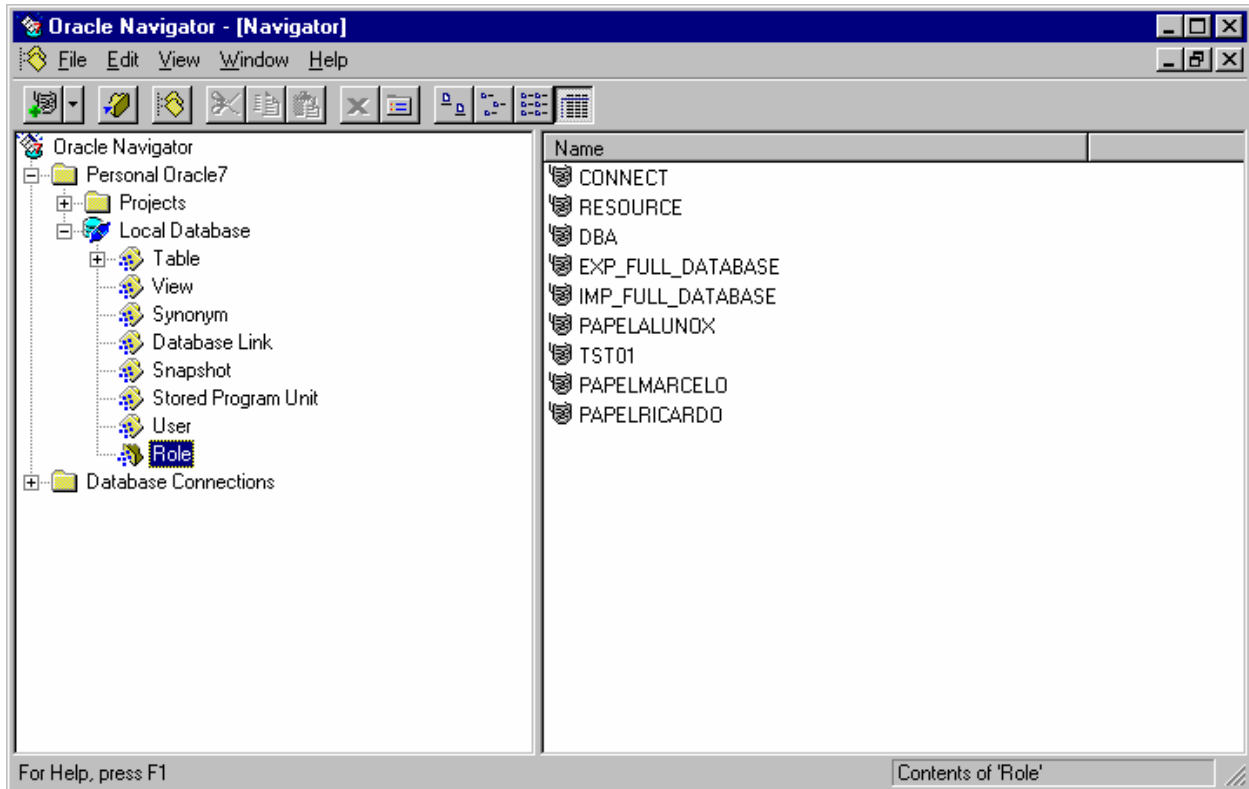 Oracle Navigator - [Navigator]
File Edit View Window Help
Oracle Navigator
Personal Oracle7
Projects
Local Database
Table
View
Synonym
Database Link
Snapshot
Stored Program Unit
User
Role
Database Connections
Name
CONNECT
RESOURCE
DBA
EXP_FULL_DATABASE
IMP_FULL_DATABASE
PAPELALUNOX
TST01
PAPELMARCELO
PAPELRICARDO
For Help, press F1
Contents of 'Role'